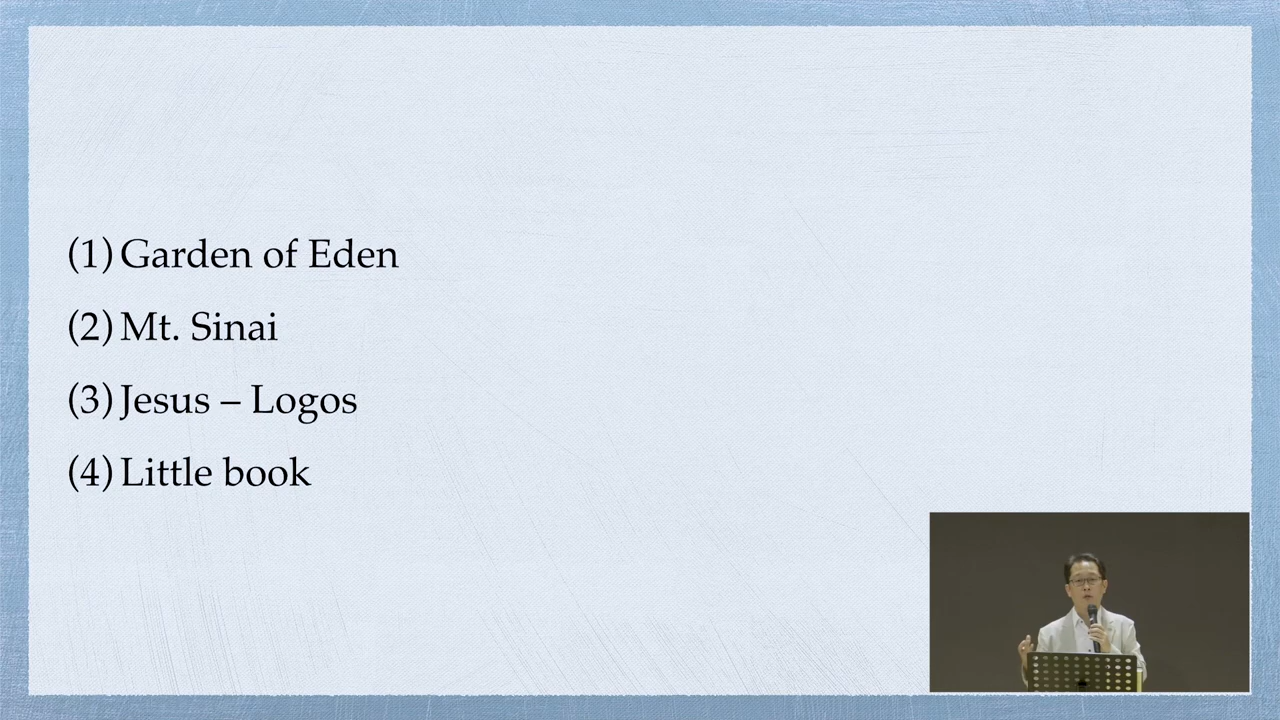 (1) Garden of Eden
(2) Mt. Sinai
(3) Jesus – Logos
(4) Little book